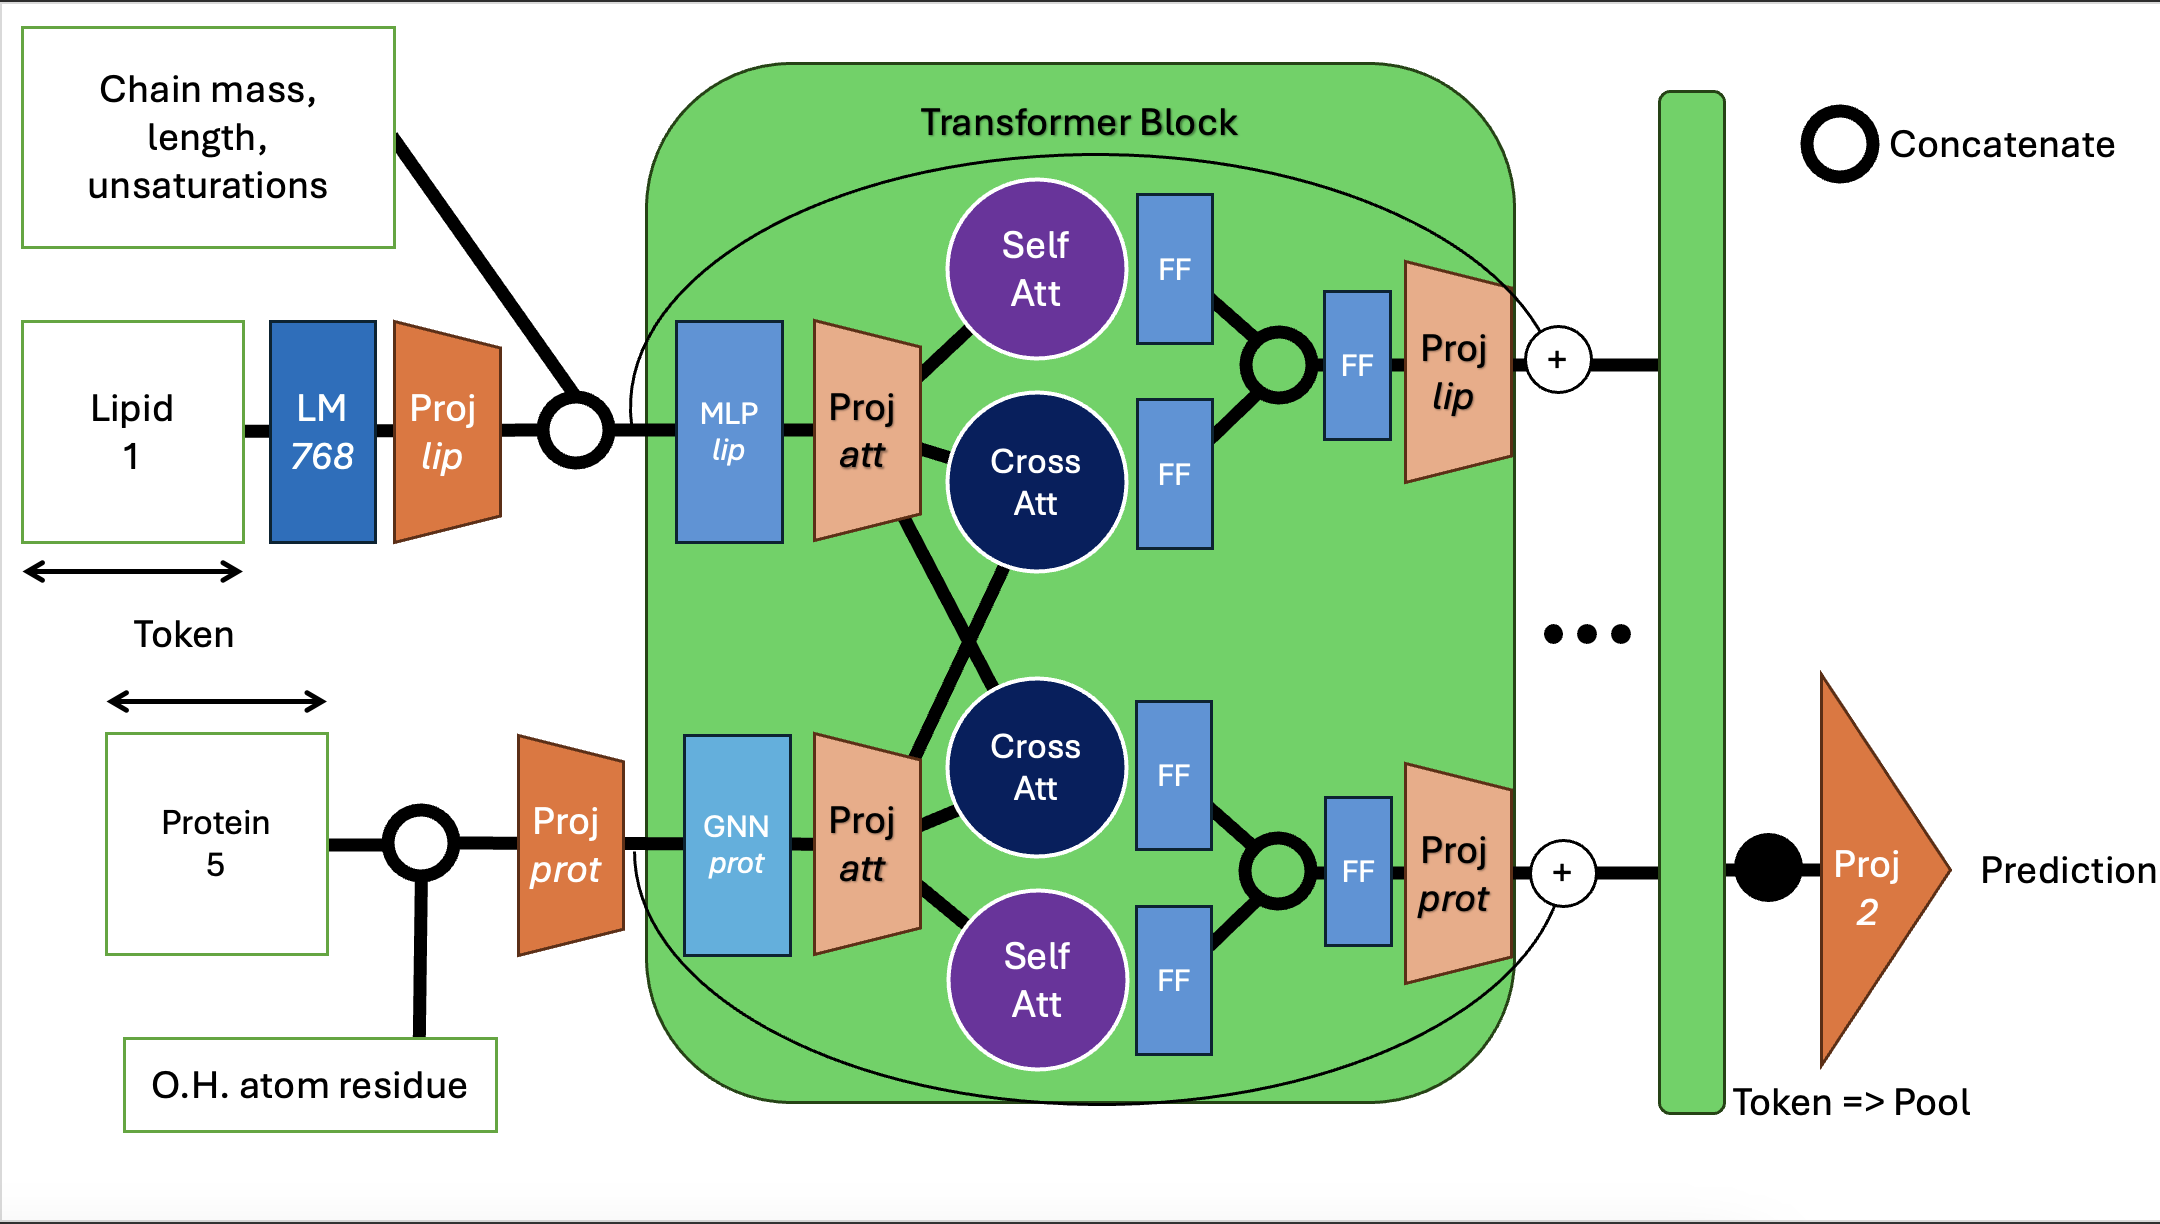 Chain mass,
length,
unsaturations
Transformer Block
Concatenate
Lipid
1
LM
768
Proj
lip
MLP
lip
Proj
att
Self
Att
Cross
Att
FF
FF
FF
Proj
lip
+
Token
Protein
5
O.H. atom residue
Proj
prot
GNN
prot
Proj
att
Cross
Att
Self
Att
FF
FF
FF
Proj
prot
+
Proj
2
Prediction
Token => Pool